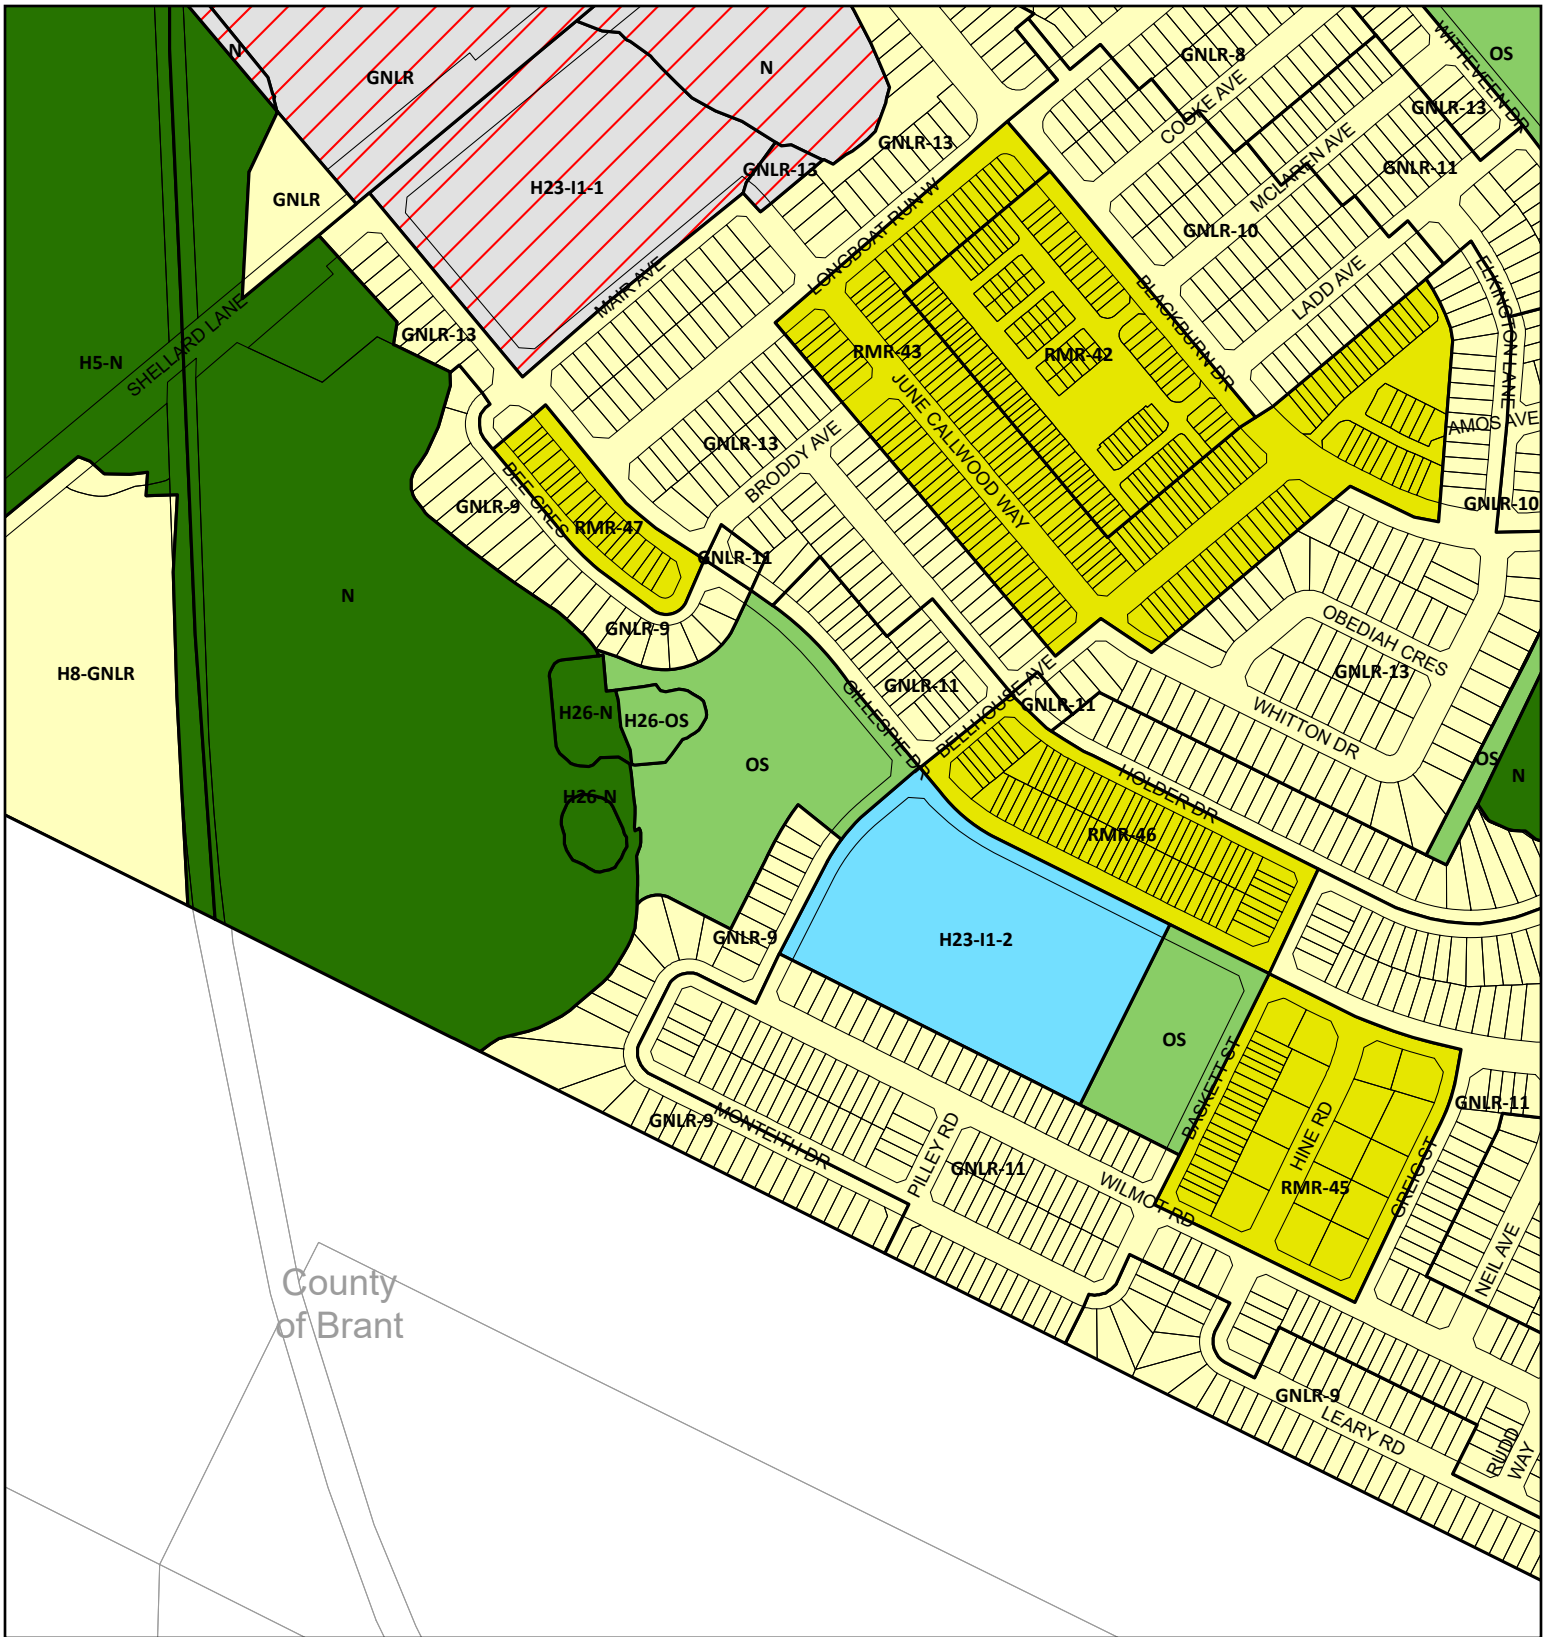 N
GNLR
N
GNLR-8
WITTEVEEN DR
OS
COOKE AVE
GNLR-13
GNLR-13
MCLAREN AVE
GNLR-13
GNLR-11
H23-I1-1
GNLR
GNLR-10
LONGBOAT RUN W
MAIR AVE
LADD AVE
ELKINGTON LANE
BLACKBURN DR
SHELLARD LANE
GNLR-13
H5-N
RMR-43
RMR-42
JUNE CALLWOOD WAY
AMOS AVE
GNLR-13
BRODDY AVE
BEE CRES
GNLR-9
RMR-47
GNLR-10
GNLR-11
N
GNLR-9
OBEDIAH CRES
GNLR-13
H8-GNLR
GNLR-11
GILLESPIE DR
BELLHOUSE AVE
GNLR-11
H26-N
H26-OS
WHITTON DR
OS
OS
N
HOLDER DR
H26-N
RMR-46
GNLR-9
H23-I1-2
OS
BASKETT ST
HINE RD
GNLR-11
GNLR-9
MONTEITH DR
PILLEY RD
GNLR-11
WILMOT RD
RMR-45
GREIG ST
NEIL AVE
County
of Brant
GNLR-9
LEARY RD
RUDD
WAY